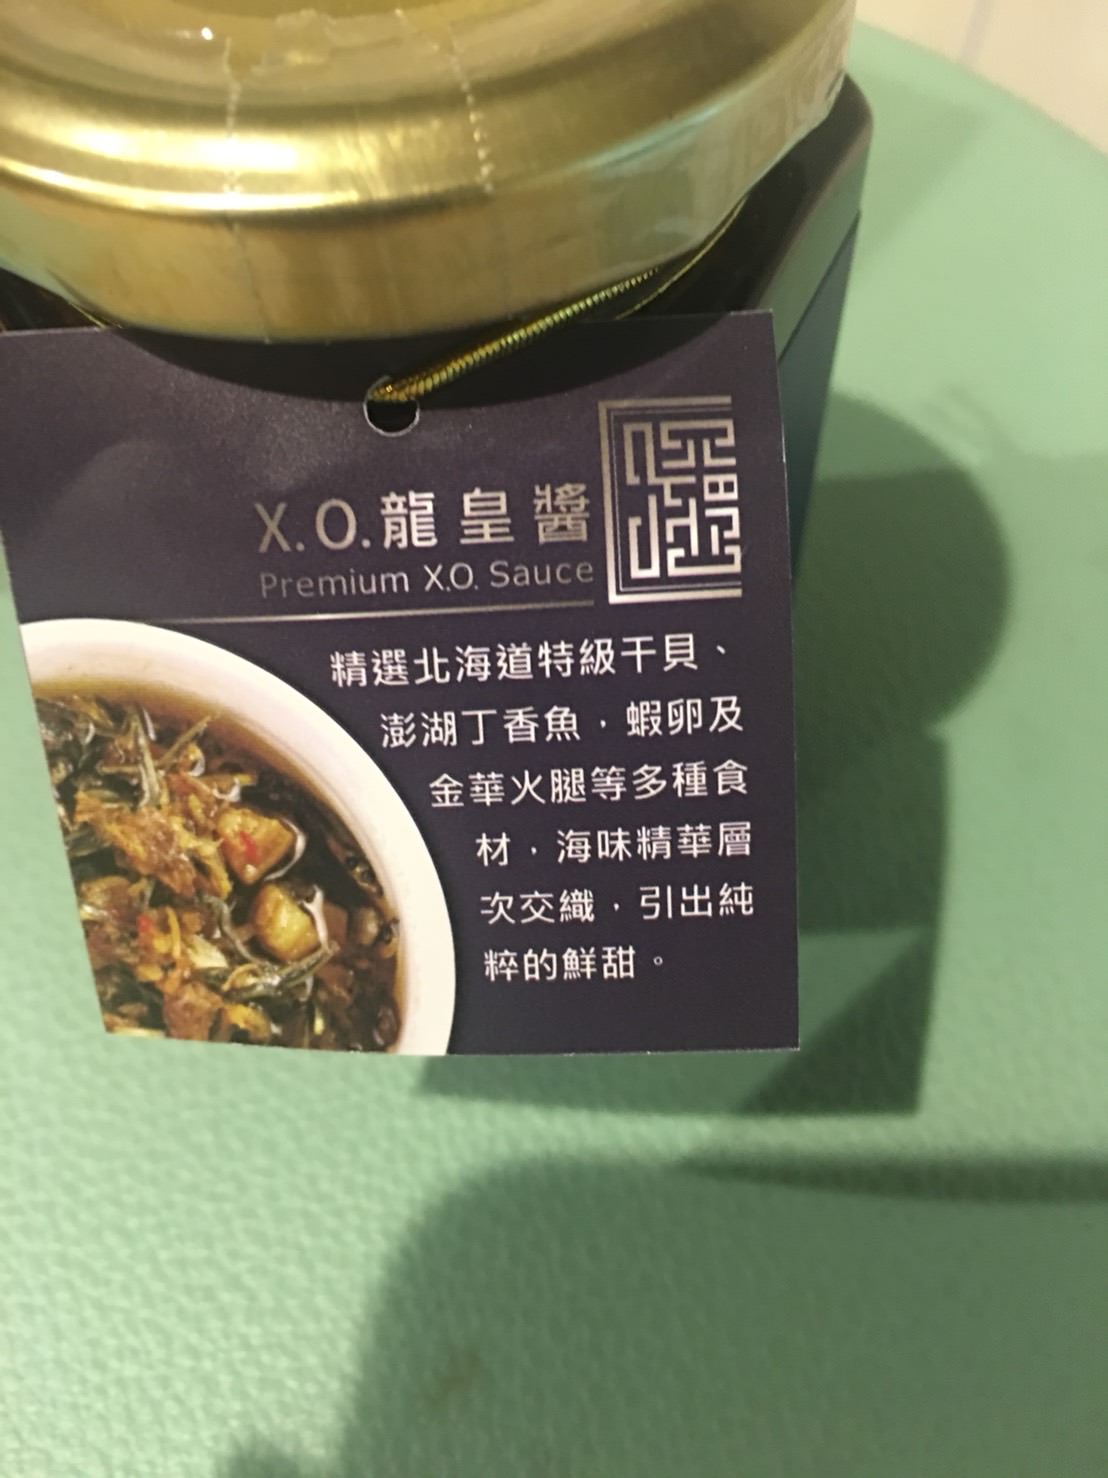 X.O.龍皇醬
Premium X.O. Sauce
精選北海道特級干貝、
澎湖丁香魚，蝦卵及
金華火腿等多種食
材，海味精華層
次交織，引出純
粹的鮮甜。